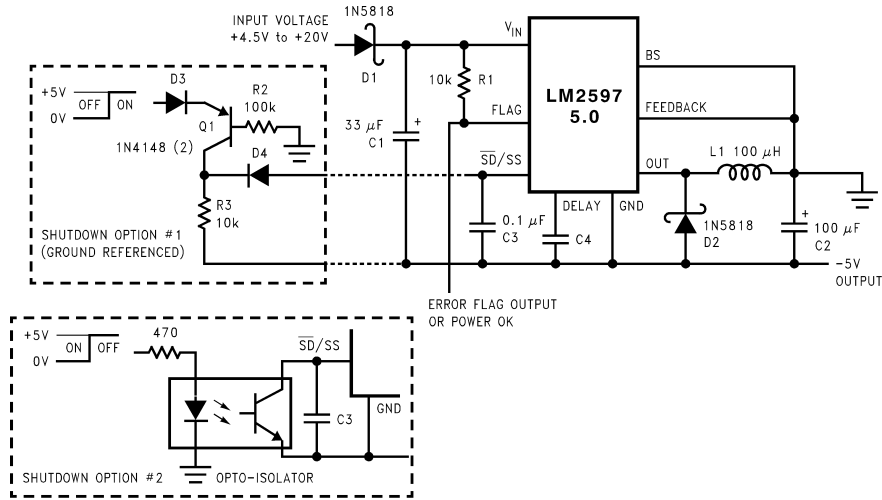 INPUT VOLTAGE
+4.5V to +20V
1N5818
D1
VIN
BS
10k R1
LM2597
5.0
FLAG
FEEDBACK
33 μF
C1
+
SD/SS
OUT
L1 100 μH
DELAY
GND
0.1 μF
C3
C4
1N5818
D2
+
100 μF
C2
-5V
OUTPUT
ERROR FLAG OUTPUT
OR POWER OK
+5V
0V
OFF
ON
D3
R2
100k
Q1
1N4148 (2)
D4
R3
10k
SHUTDOWN OPTION #1
(GROUND REFERENCED)
+5V
0V
ON
OFF
470
SD/SS
GND
C3
SHUTDOWN OPTION #2
OPTO-ISOLATOR